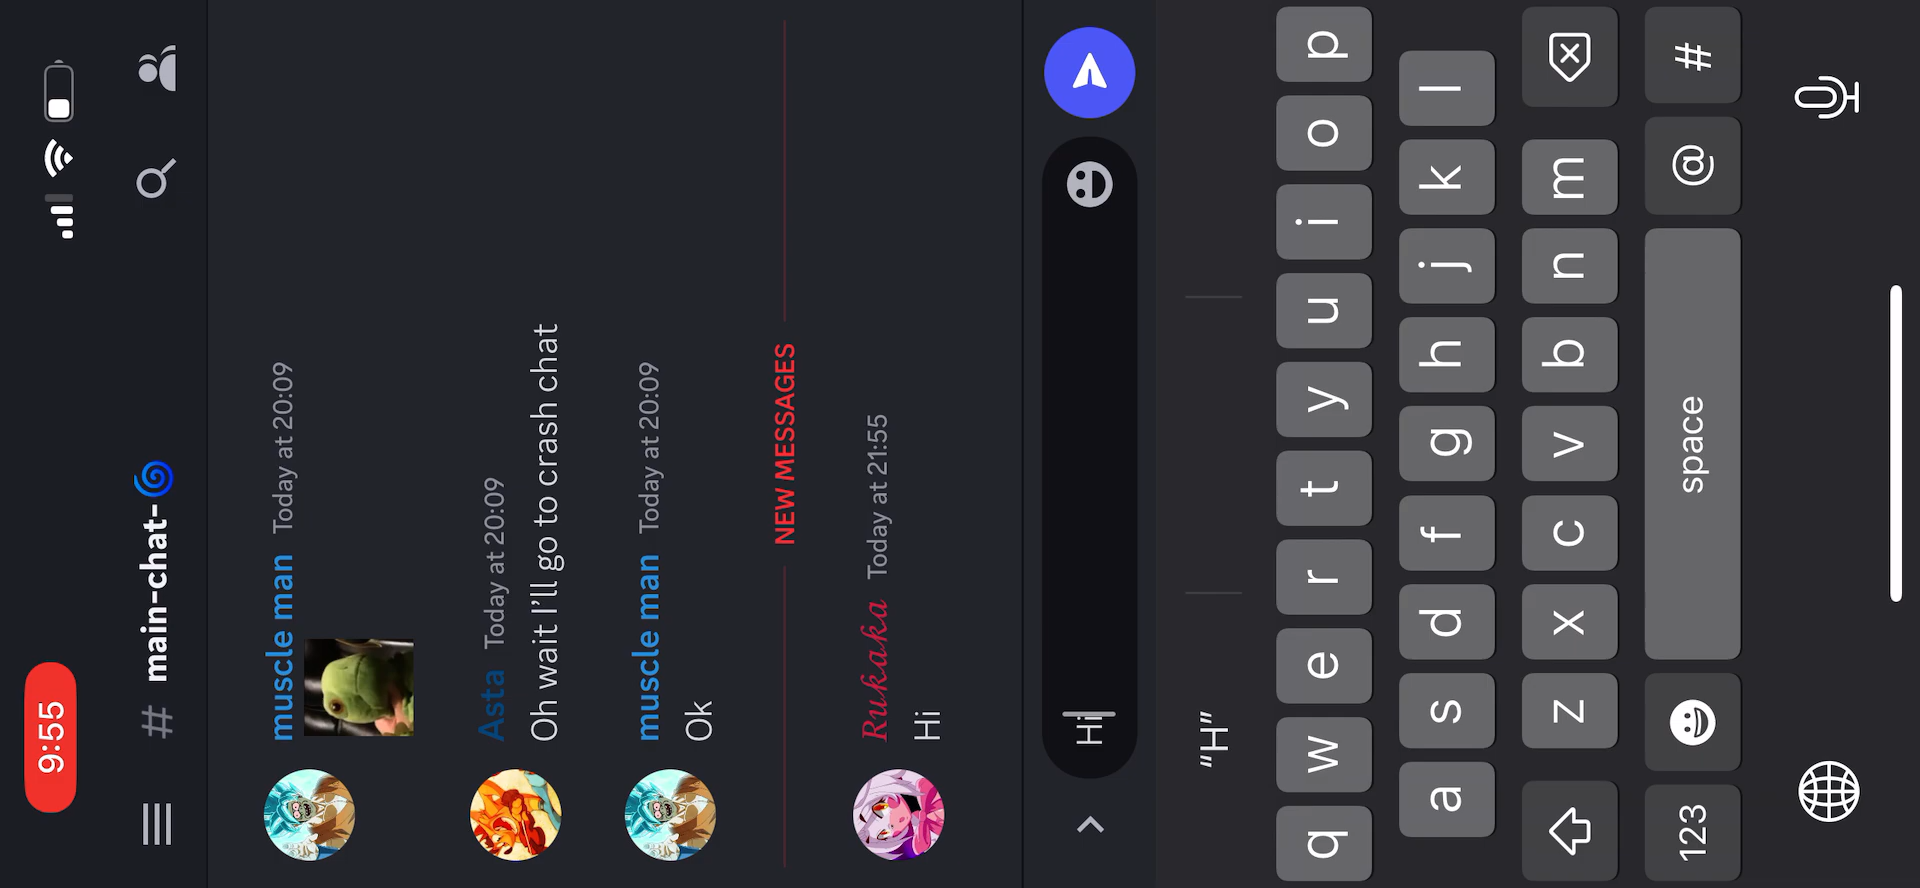 9:55
# main-chat-🌀
muscle man Today at 20:09
Asta Today at 20:09
Oh wait I'll go to crash chat
muscle man Today at 20:09
Ok
NEW MESSAGES
Rukaka Today at 21:55
Hi
Hi
"H"
q w e r t y u i o p
a s d f g h j k l
z x c v b n m
123 space @ #